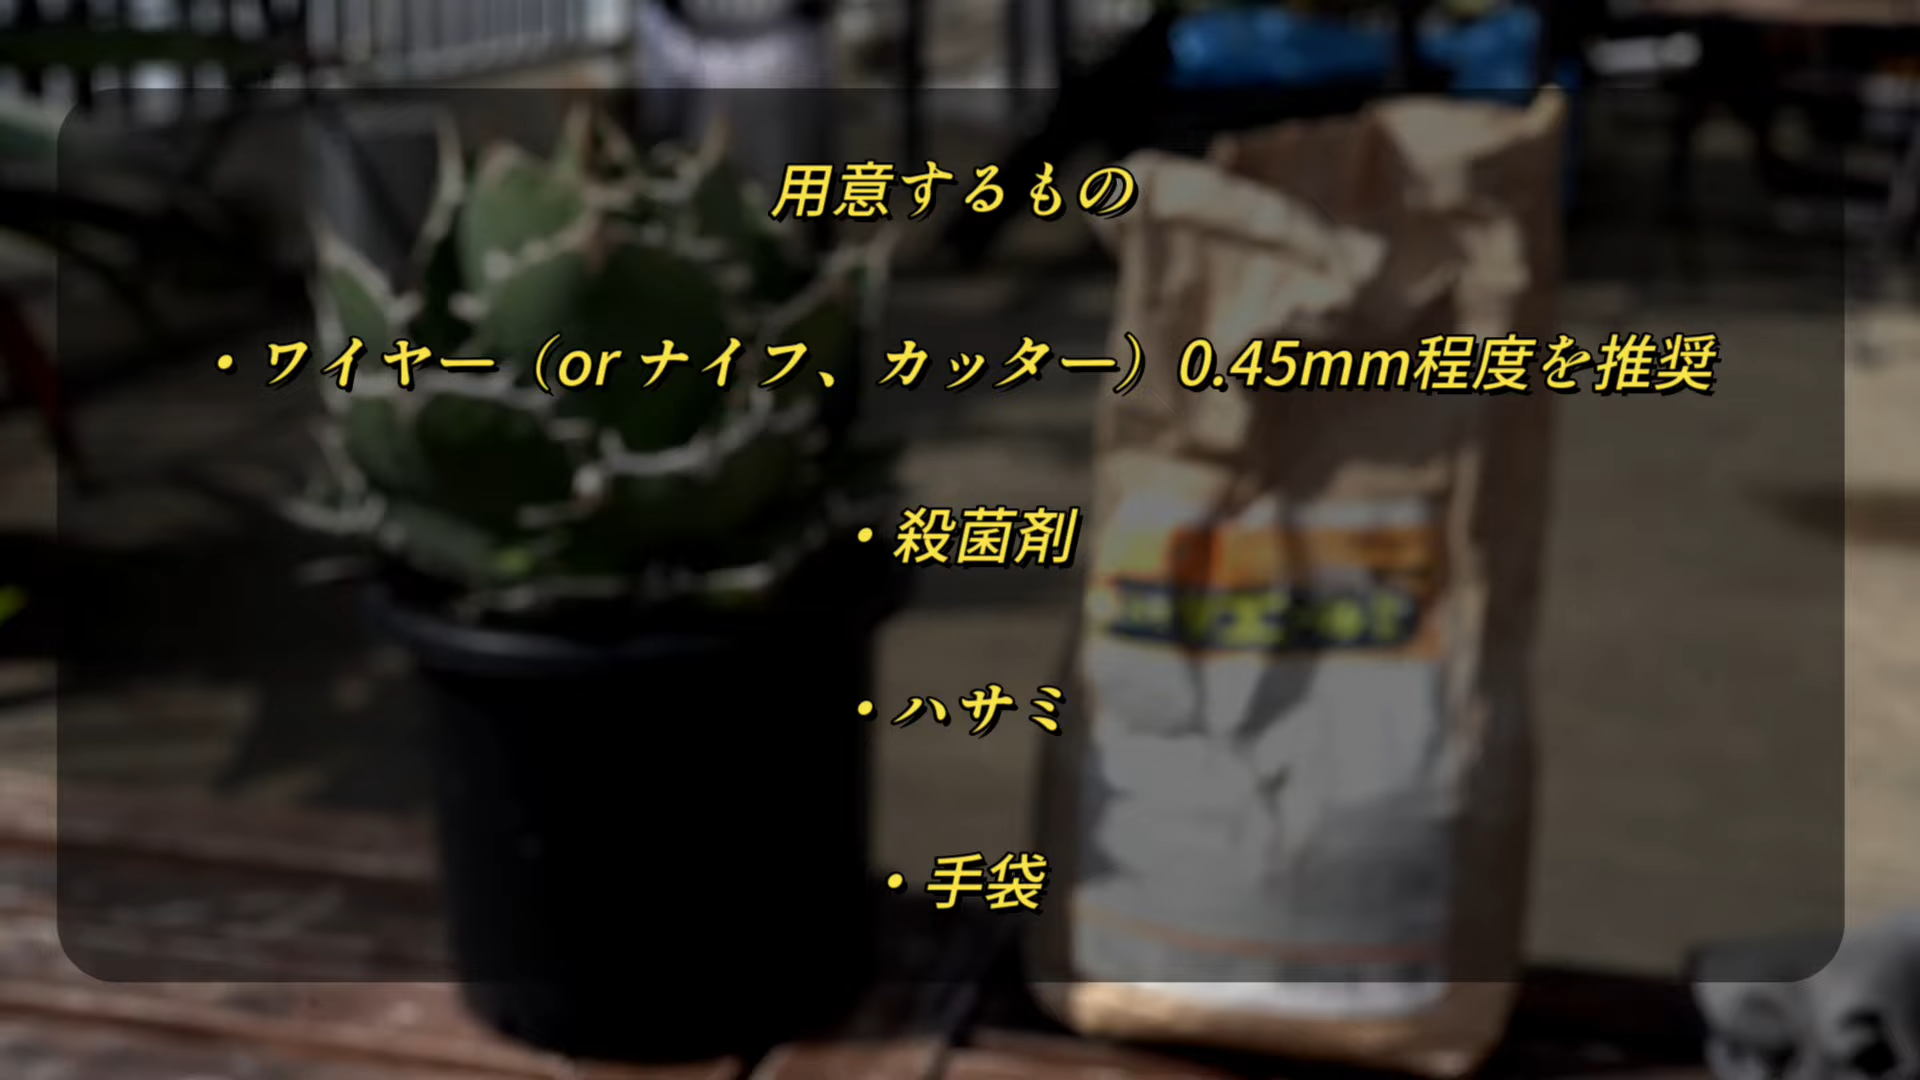 用意するもの
・ワイヤー（or ナイフ、カッター）0.45mm程度を推奨
・殺菌剤
・ハサミ
・手袋